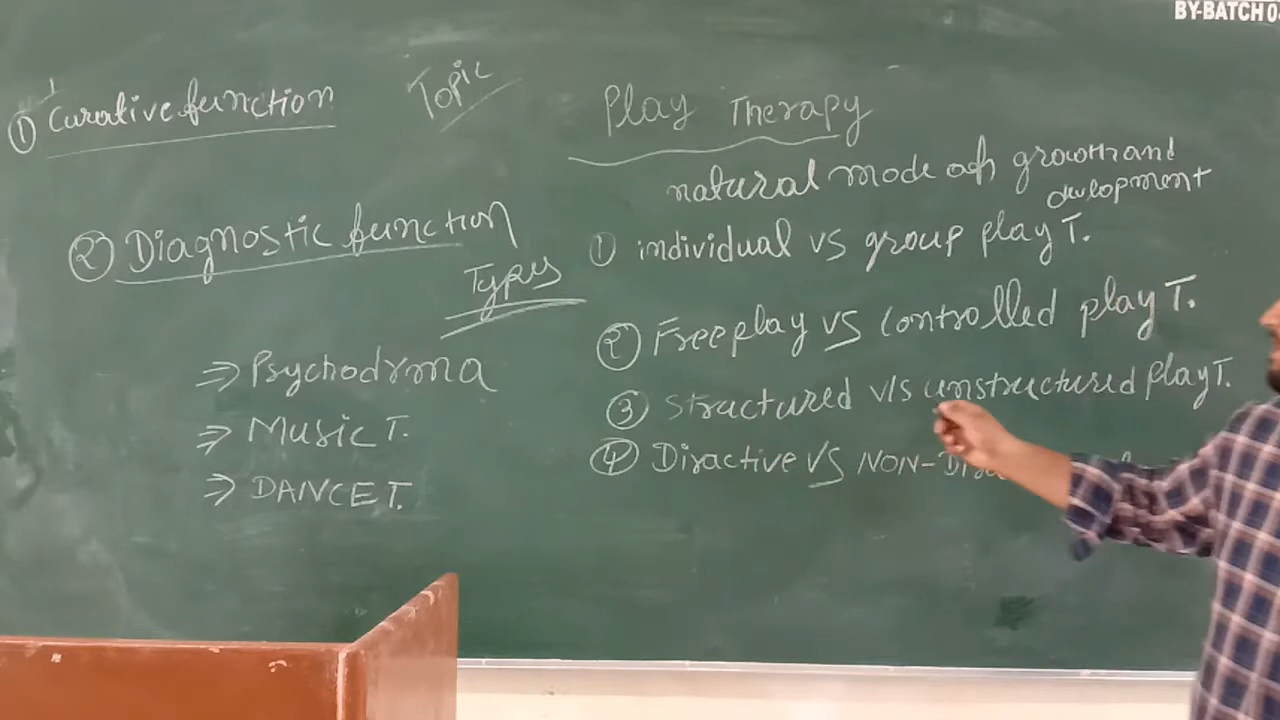 BY-BATCH 0
① Curative function
Topic
Play Therapy
natural mode of growth and
development
② Diagnostic function
Types
① individual vs group play T.
② Free play vs controlled play T.
③ Structured v/s unstructured play T.
④ Diractive vs NON-
⇒ Psychodrma
⇒ Music T.
⇒ DANCE T.